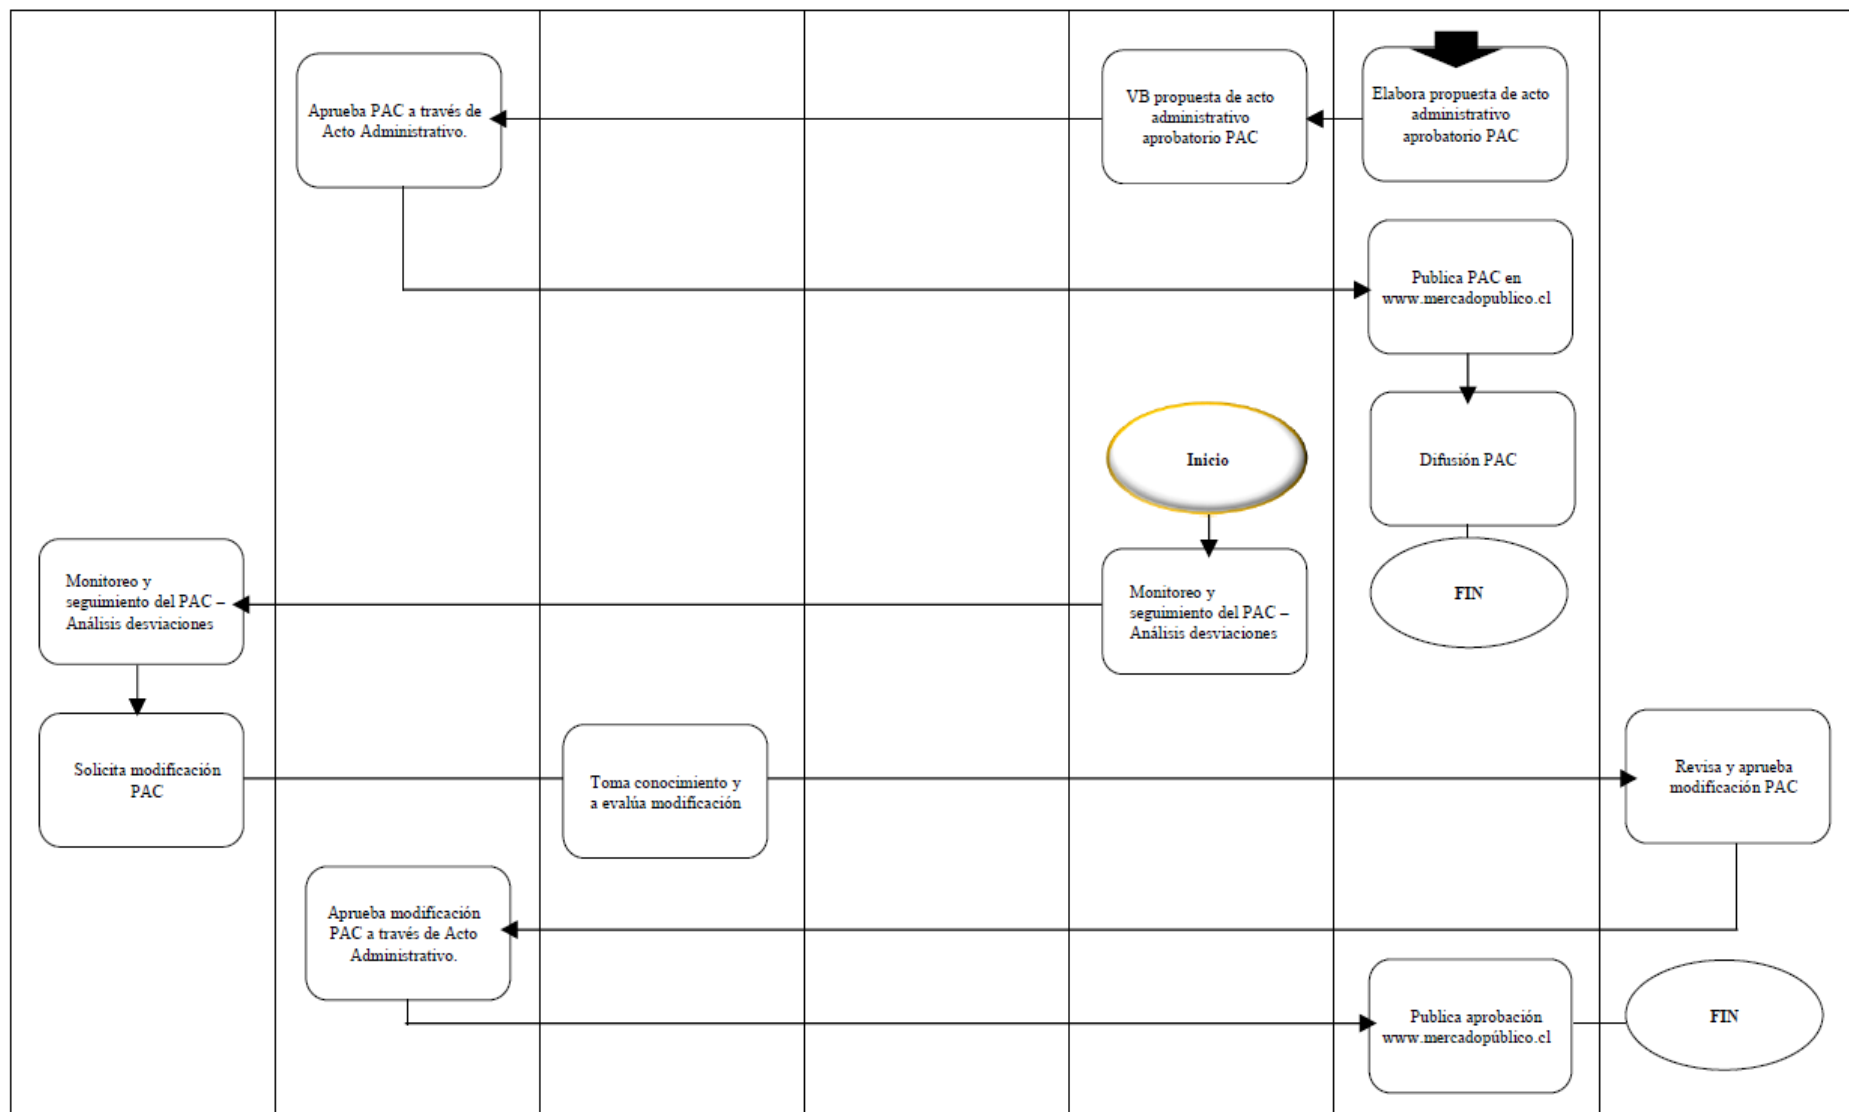 Aprueba PAC a través de
Acto Administrativo.
VB propuesta de acto
administrativo
aprobatorio PAC
Elabora propuesta de acto
administrativo
aprobatorio PAC
Publica PAC en
www.mercadopublico.cl
Inicio
Difusión PAC
Monitoreo y
seguimiento del PAC –
Análisis desviaciones
Monitoreo y
seguimiento del PAC –
Análisis desviaciones
FIN
Solicita modificación
PAC
Toma conocimiento y
a evalúa modificación
Revisa y aprueba
modificación PAC
Aprueba modificación
PAC a través de Acto
Administrativo.
Publica aprobación
www.mercadopúblico.cl
FIN